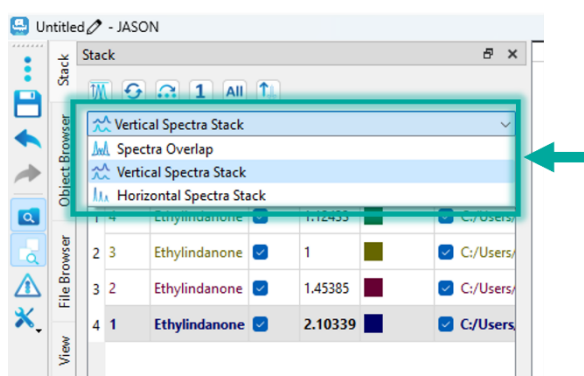 Untitled - JASON
Stack
1 All
Vertical Spectra Stack
Spectra Overlap
Vertical Spectra Stack
Horizontal Spectra Stack
1 4 Ethylindanone 1.12455 C:/Users/
2 3 Ethylindanone 1 C:/Users/
3 2 Ethylindanone 1.45385 C:/Users/
4 1 Ethylindanone 2.10339 C:/Users,
Stack
Object Browser
File Browser
View